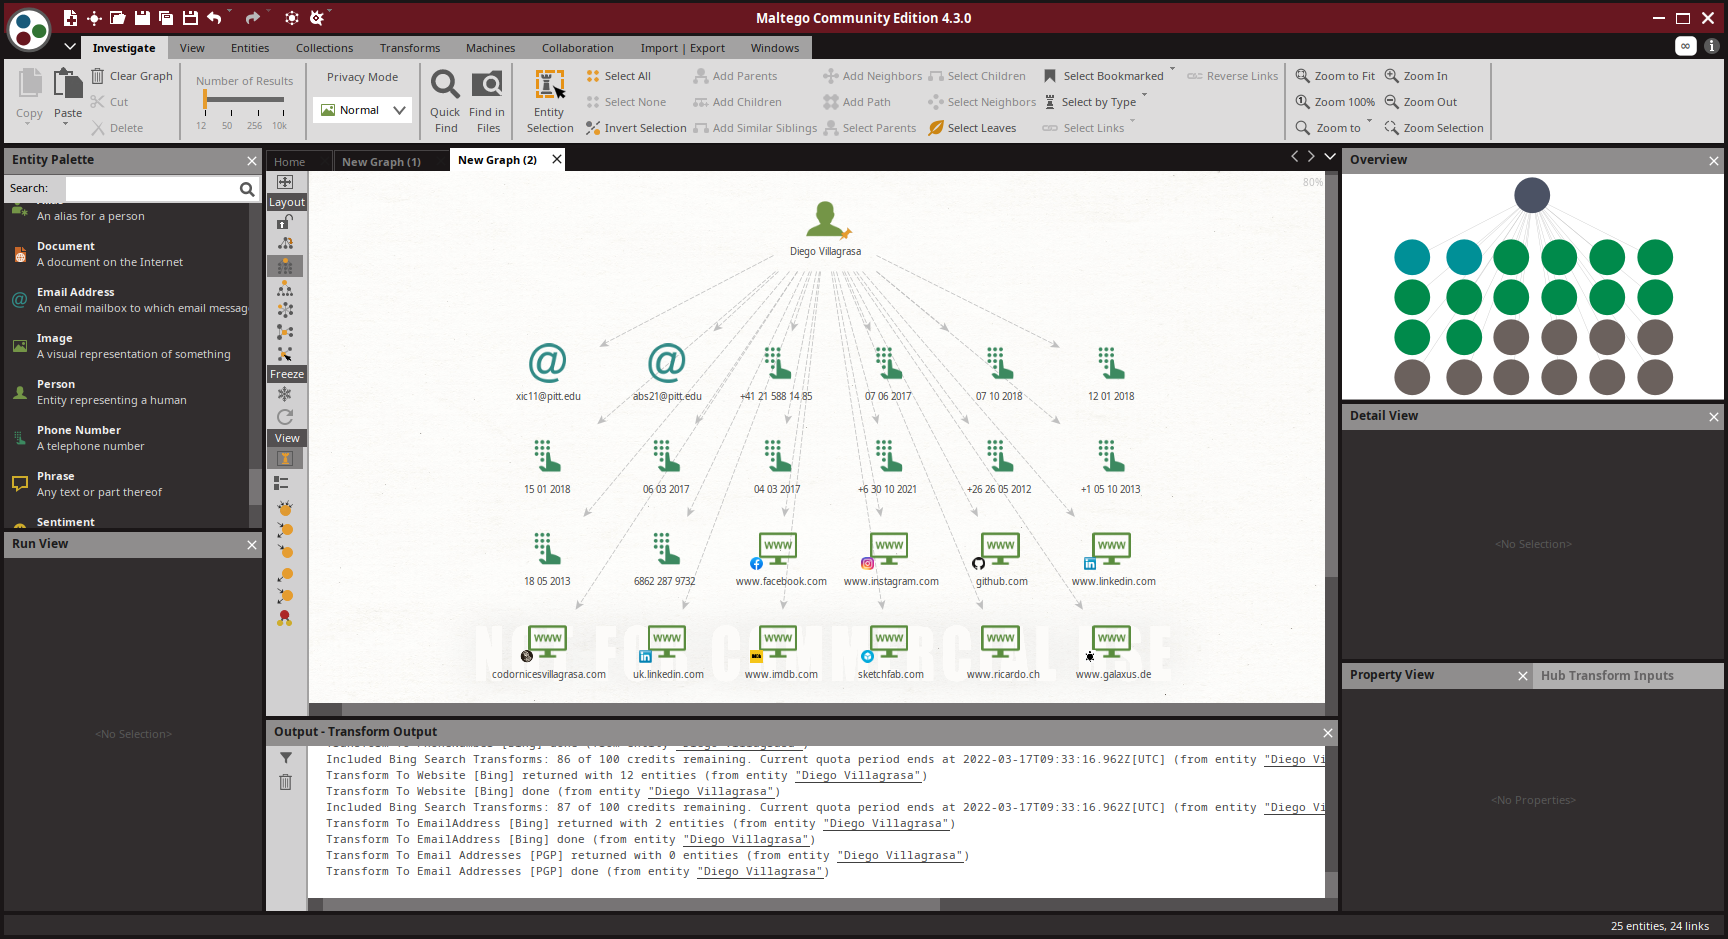 Maltego Community Edition 4.3.0
Investigate View Entities Collections Transforms Machines Collaboration Import | Export Windows
Copy
Paste
Clear Graph
Cut
Delete
Number of Results
12 50 256 10k
Privacy Mode
Normal
Quick Find
Find in Files
Entity Selection
Select All
Select None
Invert Selection
Add Parents
Add Children
Add Similar Siblings
Add Neighbors
Add Path
Select Parents
Select Children
Select Neighbors
Select Leaves
Select Bookmarked
Select by Type
Select Links
Reverse Links
Zoom to Fit
Zoom 100%
Zoom to
Zoom In
Zoom Out
Zoom Selection
Entity Palette
Search:
An alias for a person
Document
A document on the Internet
Email Address
An email mailbox to which email messag
Image
A visual representation of something
Person
Entity representing a human
Phone Number
A telephone number
Phrase
Any text or part thereof
Sentiment
Run View
<No Selection>
Home New Graph (1) New Graph (2)
Layout
Freeze
View
80%
Diego Villagrasa
xic11@pitt.edu abs21@pitt.edu +41 21 588 14 85 07 06 2017 07 10 2018 12 01 2018
15 01 2018 06 03 2017 04 03 2017 +6 30 10 2021 +26 26 05 2012 +1 05 10 2013
www www www www
18 05 2013 6862 287 9732 www.facebook.com www.instagram.com github.com www.linkedin.com
NOT FOR COMMERCIAL USE
www www www www www www
codornicesvillagrasa.com uk.linkedin.com www.imdb.com sketchfab.com www.ricardo.ch www.galaxus.de
Output - Transform Output
Included Bing Search Transforms: 86 of 100 credits remaining. Current quota period ends at 2022-03-17T09:33:16.962Z[UTC] (from entity "Diego Vi
Transform To Website [Bing] returned with 12 entities (from entity "Diego Villagrasa")
Transform To Website [Bing] done (from entity "Diego Villagrasa")
Included Bing Search Transforms: 87 of 100 credits remaining. Current quota period ends at 2022-03-17T09:33:16.962Z[UTC] (from entity "Diego Vi
Transform To EmailAddress [Bing] returned with 2 entities (from entity "Diego Villagrasa")
Transform To EmailAddress [Bing] done (from entity "Diego Villagrasa")
Transform To Email Addresses [PGP] returned with 0 entities (from entity "Diego Villagrasa")
Transform To Email Addresses [PGP] done (from entity "Diego Villagrasa")
Overview
Detail View
<No Selection>
Property View
Hub Transform Inputs
<No Properties>
25 entities, 24 links